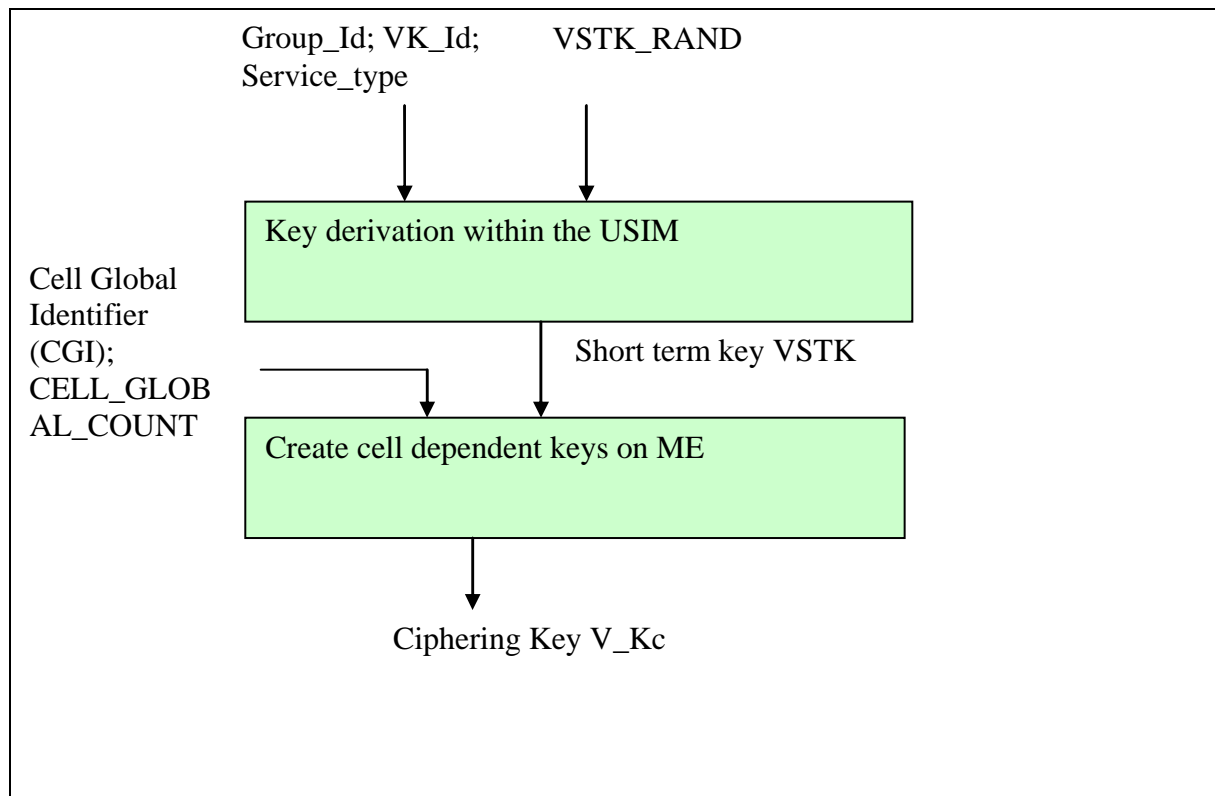 Group_Id; VK_Id;
Service_type
VSTK_RAND
Key derivation within the USIM
Cell Global
Identifier
(CGI);
CELL_GLOB
AL_COUNT
Short term key VSTK
Create cell dependent keys on ME
Ciphering Key V_Kc